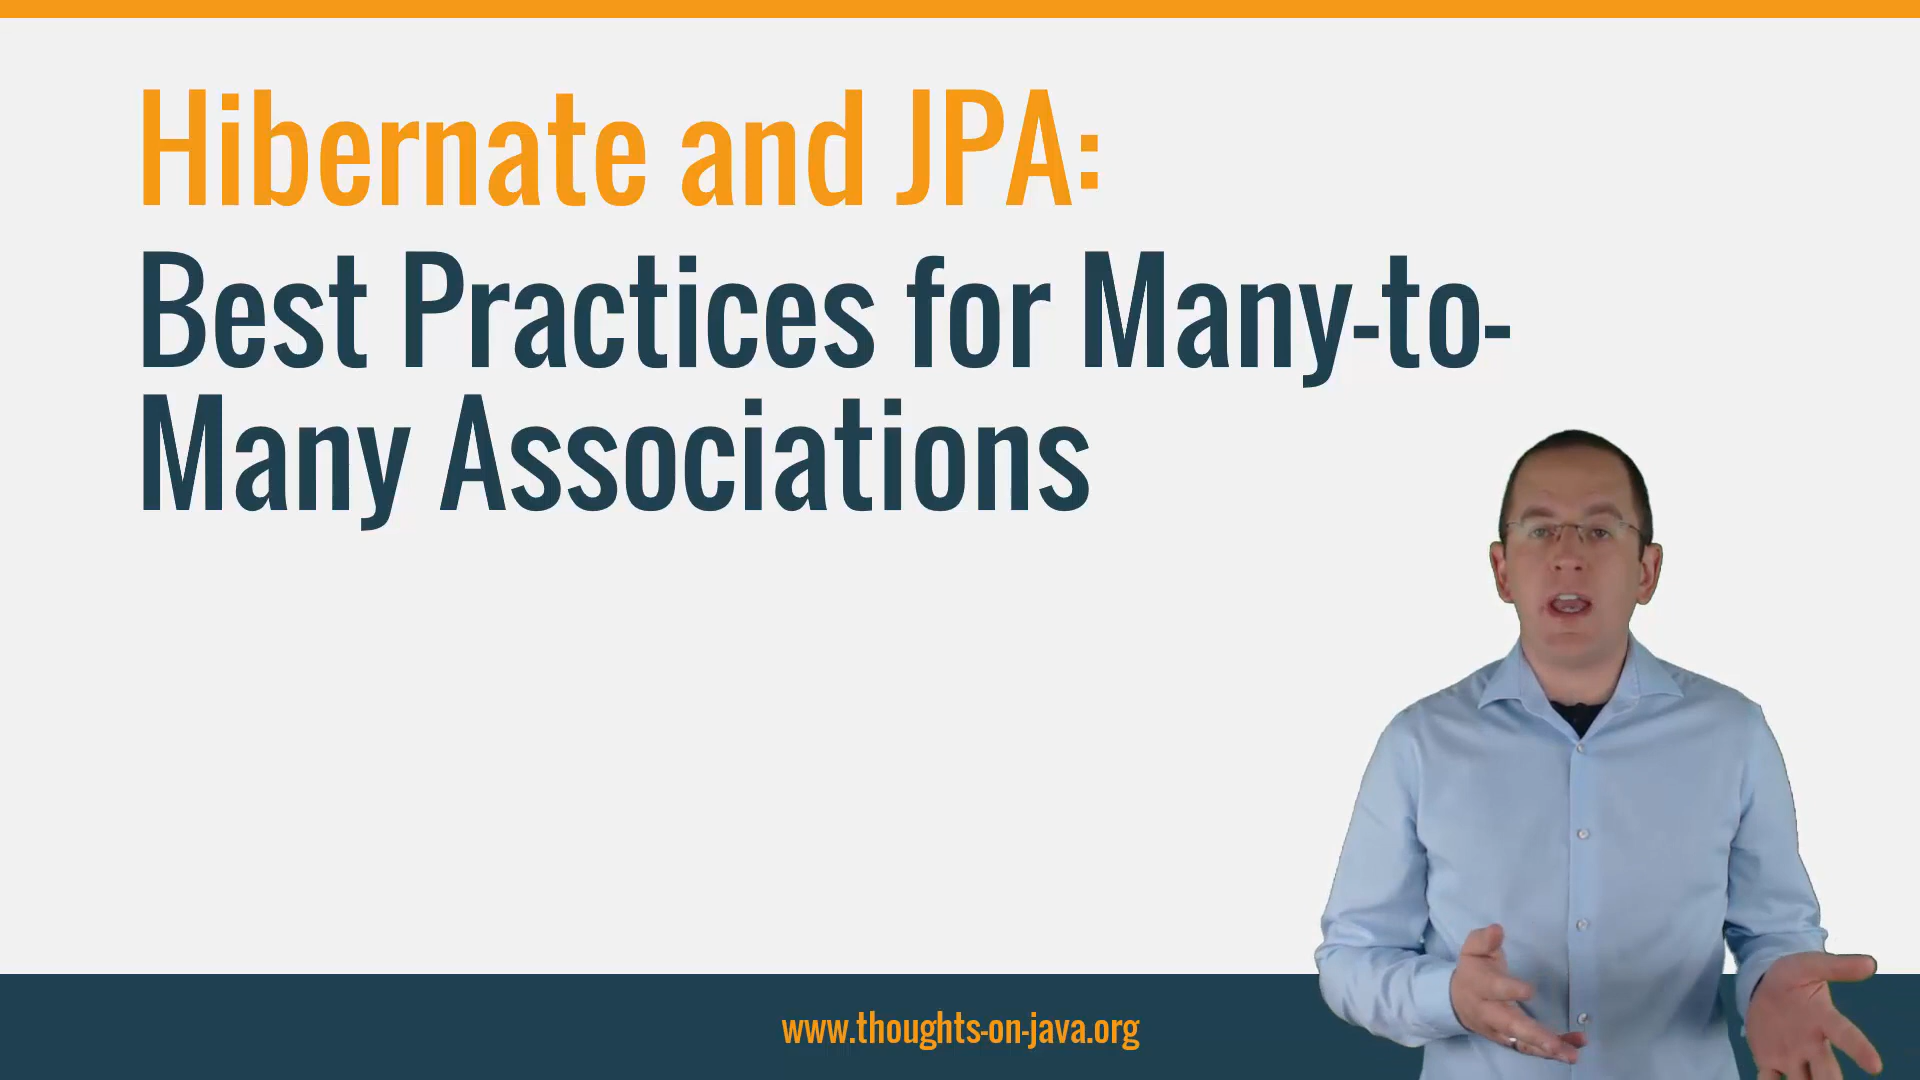 Hibernate and JPA:
Best Practices for Many-to-
Many Associations
www.thoughts-on-java.org